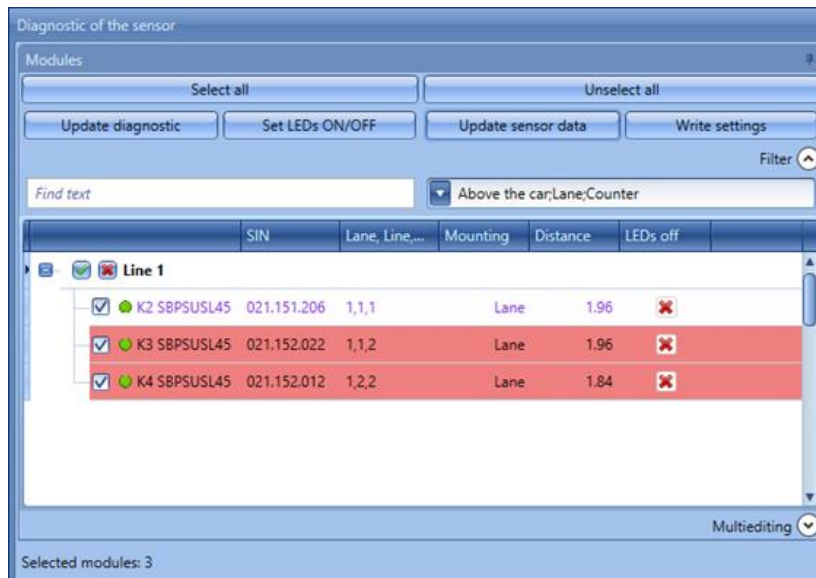 Diagnostic of the sensor
Modules
Select all Unselect all
Update diagnostic Set LEDs ON/OFF Update sensor data Write settings
Filter
Find text Above the car;Lane;Counter
SIN Lane, Line,... Mounting Distance LEDs off
Line 1
K2 SBPSUSL45 021.151.206 1,1,1 Lane 1.96
K3 SBPSUSL45 021.152.022 1,1,2 Lane 1.96
K4 SBPSUSL45 021.152.012 1,2,2 Lane 1.84
Multiediting
Selected modules: 3